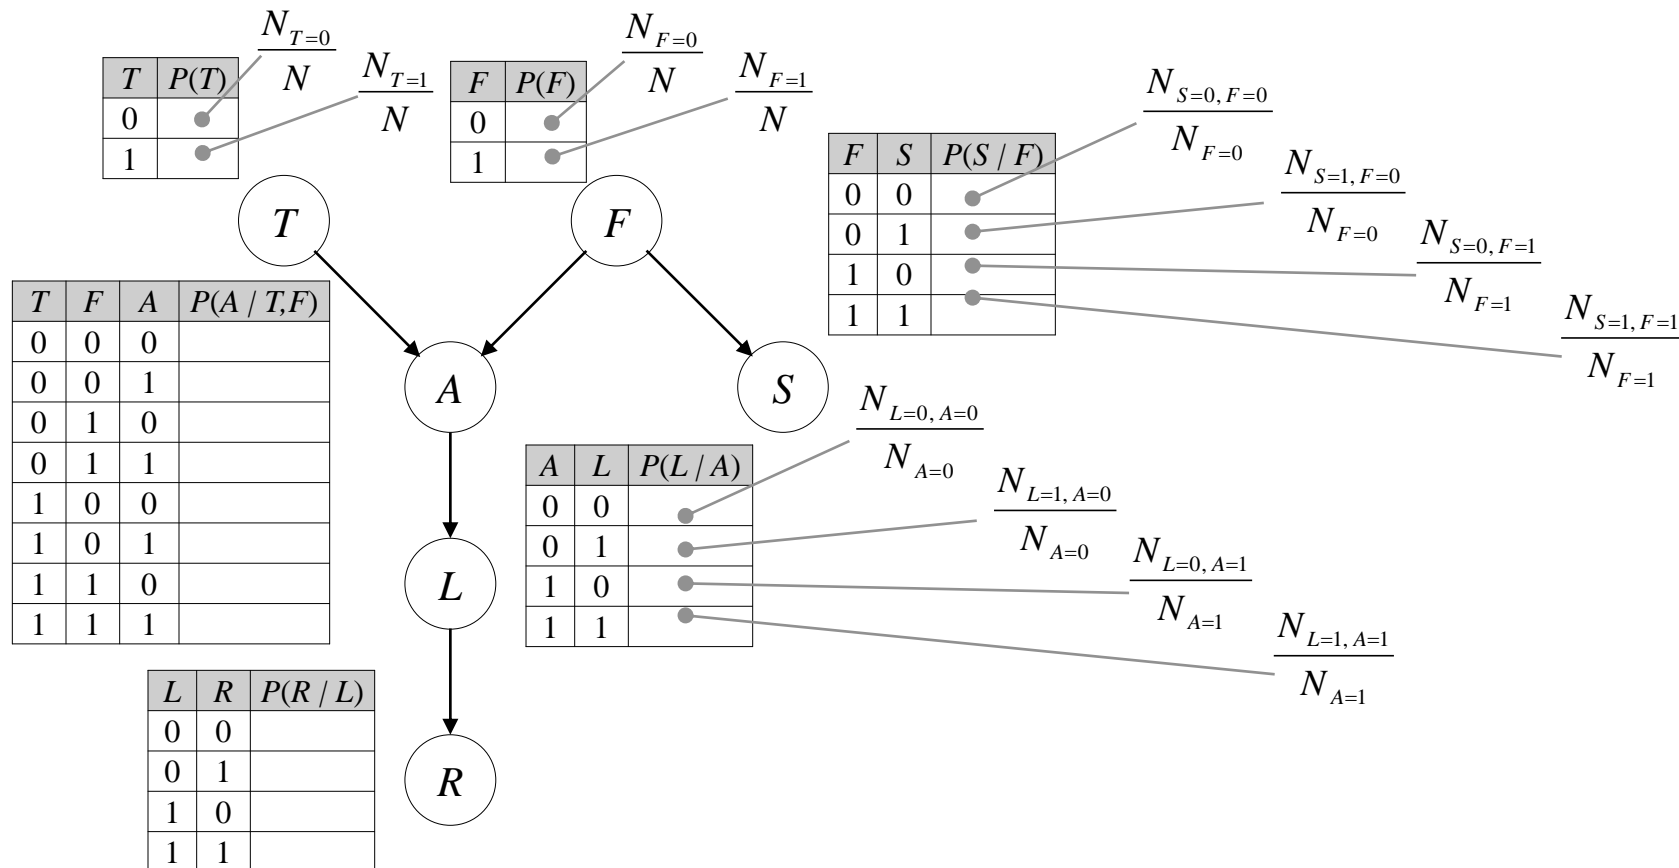 T P(T)
0
1
N_{T=0}
N
N_{T=1}
N
F P(F)
0
1
N_{F=0}
N
N_{F=1}
N
F S P(S / F)
0 0
0 1
1 0
1 1
N_{S=0, F=0}
N_{F=0}
N_{S=1, F=0}
N_{F=0}
N_{S=0, F=1}
N_{F=1}
N_{S=1, F=1}
N_{F=1}
T
F
T F A P(A / T,F)
0 0 0
0 0 1
0 1 0
0 1 1
1 0 0
1 0 1
1 1 0
1 1 1
A
S
A L P(L / A)
0 0
0 1
1 0
1 1
N_{L=0, A=0}
N_{A=0}
N_{L=1, A=0}
N_{A=0}
N_{L=0, A=1}
N_{A=1}
N_{L=1, A=1}
N_{A=1}
L
L R P(R / L)
0 0
0 1
1 0
1 1
R